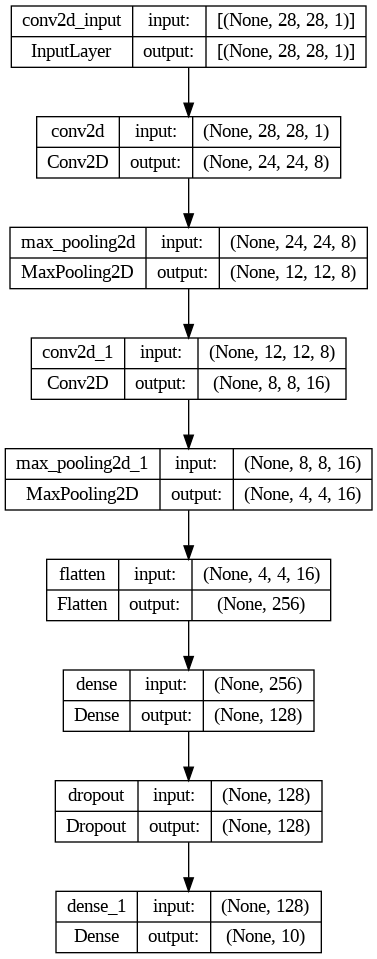 conv2d_input input: [(None, 28, 28, 1)]
InputLayer output: [(None, 28, 28, 1)]
conv2d input: (None, 28, 28, 1)
Conv2D output: (None, 24, 24, 8)
max_pooling2d input: (None, 24, 24, 8)
MaxPooling2D output: (None, 12, 12, 8)
conv2d_1 input: (None, 12, 12, 8)
Conv2D output: (None, 8, 8, 16)
max_pooling2d_1 input: (None, 8, 8, 16)
MaxPooling2D output: (None, 4, 4, 16)
flatten input: (None, 4, 4, 16)
Flatten output: (None, 256)
dense input: (None, 256)
Dense output: (None, 128)
dropout input: (None, 128)
Dropout output: (None, 128)
dense_1 input: (None, 128)
Dense output: (None, 10)